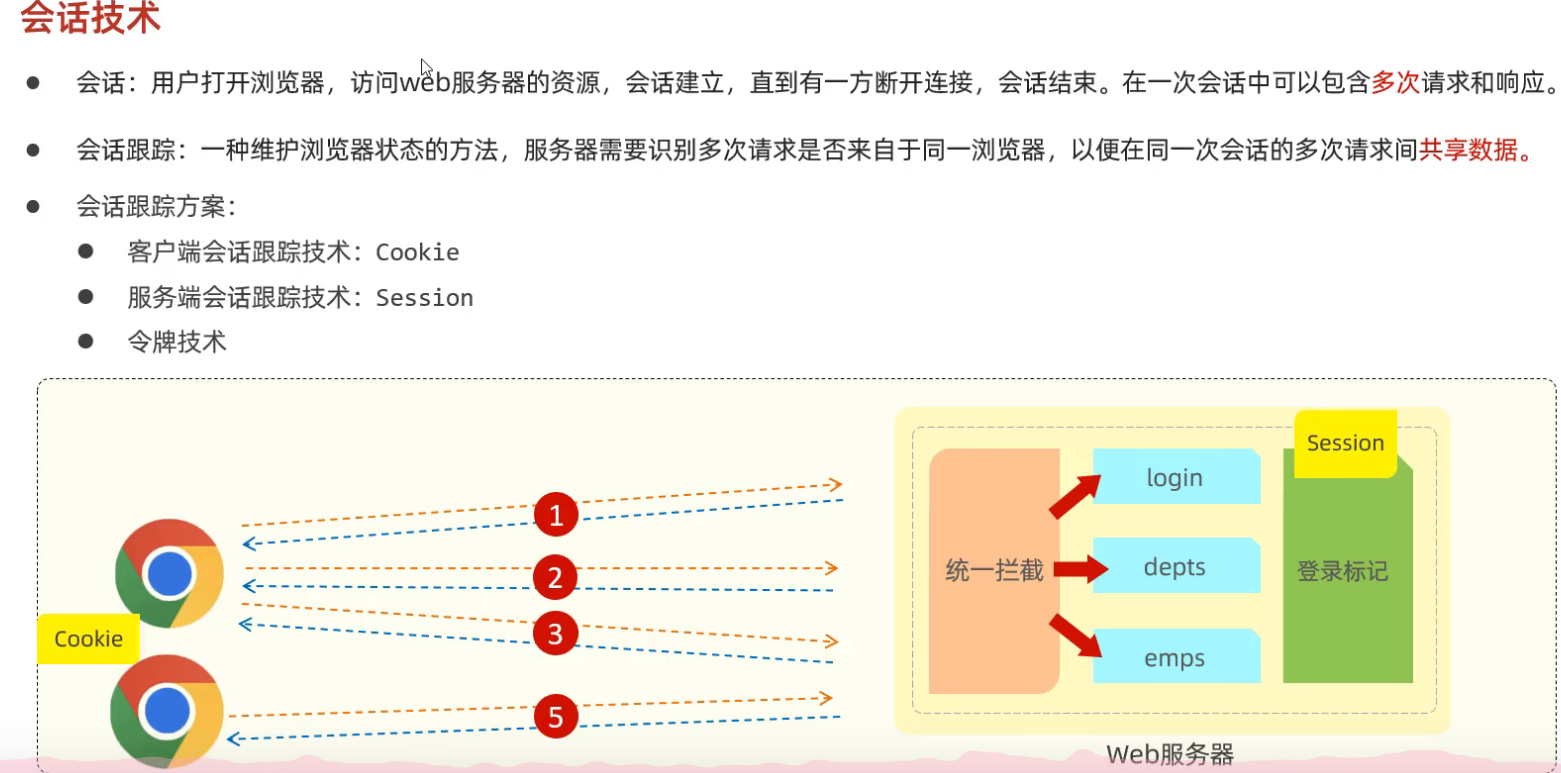 会话技术
会话：用户打开浏览器，访问web服务器的资源，会话建立，直到有一方断开连接，会话结束。在一次会话中可以包含多次请求和响应。
会话跟踪：一种维护浏览器状态的方法，服务器需要识别多次请求是否来自于同一浏览器，以便在同一次会话的多次请求间共享数据。
会话跟踪方案：
客户端会话跟踪技术：Cookie
服务端会话跟踪技术：Session
令牌技术
Session
login
1
统一拦截
depts
登录标记
2
3
Cookie
emps
5
Web服务器